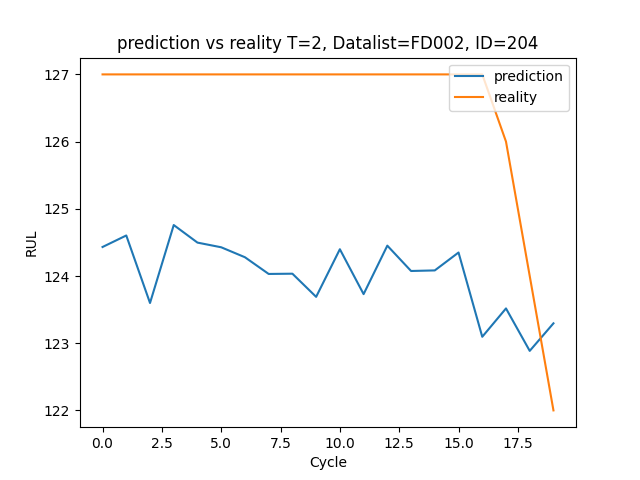 prediction vs reality T=2, Datalist=FD002, ID=204
prediction
reality
RUL
127
126
125
124
123
122
0.0 2.5 5.0 7.5 10.0 12.5 15.0 17.5
Cycle